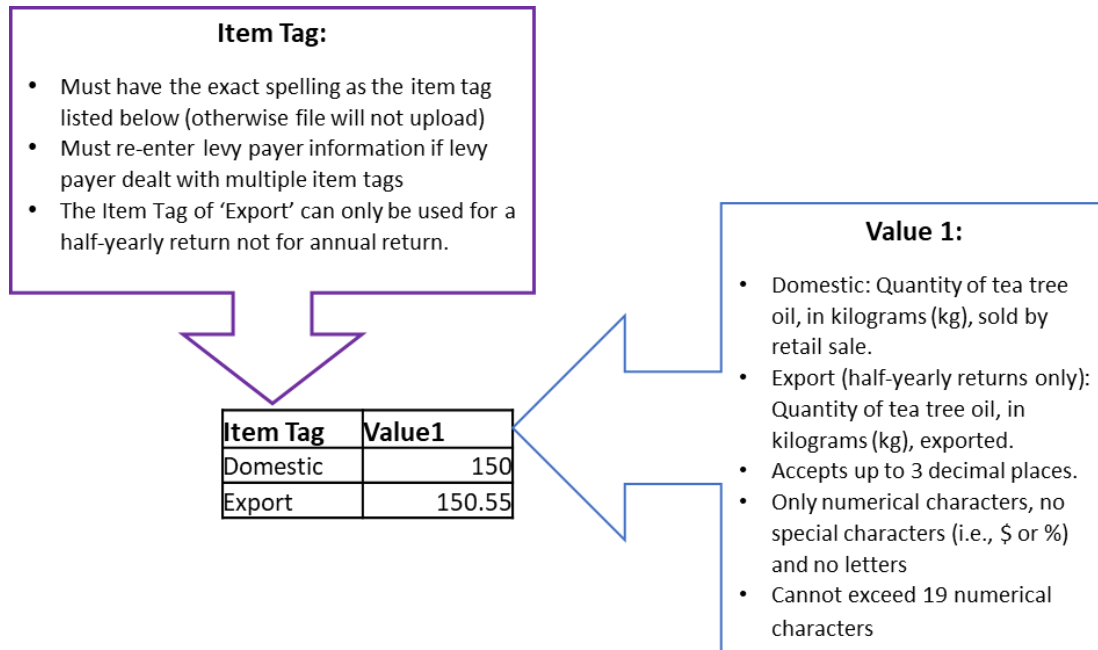 Item Tag:
• Must have the exact spelling as the item tag
listed below (otherwise file will not upload)
• Must re-enter levy payer information if levy
payer dealt with multiple item tags
• The Item Tag of ‘Export’ can only be used for a
half-yearly return not for annual return.
Value 1:
• Domestic: Quantity of tea tree
oil, in kilograms (kg), sold by
retail sale.
• Export (half-yearly returns only):
Quantity of tea tree oil, in
kilograms (kg), exported.
• Accepts up to 3 decimal places.
• Only numerical characters, no
special characters (i.e., $ or %)
and no letters
• Cannot exceed 19 numerical
characters
Item Tag Value1
Domestic 150
Export 150.55